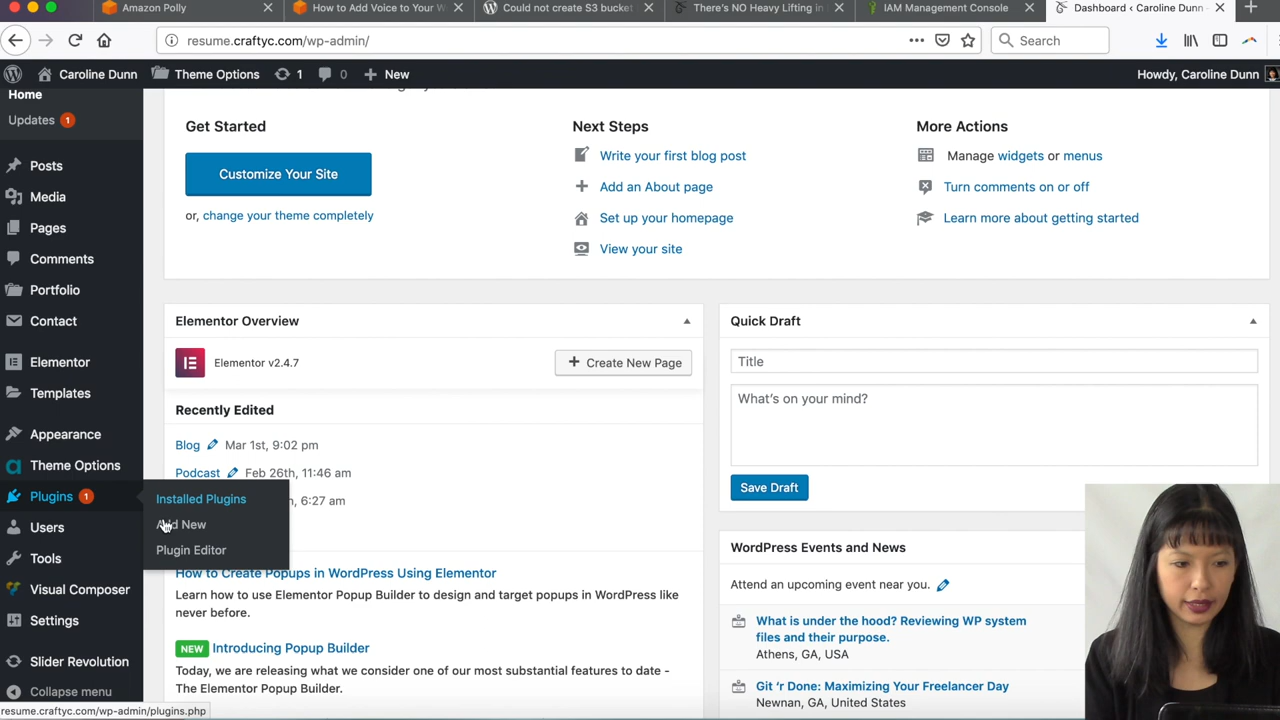 Amazon Polly
How to Add Voice to Your W
Could not create S3 bucket
There's NO Heavy Lifting in
IAM Management Console
Dashboard ‹ Caroline Dunn
resume.craftyc.com/wp-admin/
Search
Caroline Dunn
Theme Options
1
0
New
Howdy, Caroline Dunn
Home
Updates 1
Posts
Media
Pages
Comments
Portfolio
Contact
Elementor
Templates
Appearance
Theme Options
Plugins 1
Users
Tools
Visual Composer
Settings
Slider Revolution
Collapse menu
Installed Plugins
Add New
Plugin Editor
Get Started
Customize Your Site
or, change your theme completely
Next Steps
Write your first blog post
Add an About page
Set up your homepage
View your site
More Actions
Manage widgets or menus
Turn comments on or off
Learn more about getting started
Elementor Overview
Elementor v2.4.7
Create New Page
Recently Edited
Blog Mar 1st, 9:02 pm
Podcast Feb 26th, 11:46 am
6:27 am
How to Create Popups in WordPress Using Elementor
Learn how to use Elementor Popup Builder to design and target popups in WordPress like
never before.
NEW Introducing Popup Builder
Today, we are releasing what we consider one of our most substantial features to date -
The Elementor Popup Builder.
Quick Draft
Title
What's on your mind?
Save Draft
WordPress Events and News
Attend an upcoming event near you.
What is under the hood? Reviewing WP system
files and their purpose.
Athens, GA, USA
Git 'r Done: Maximizing Your Freelancer Day
Newnan, GA, United States
resume.craftyc.com/wp-admin/plugins.php